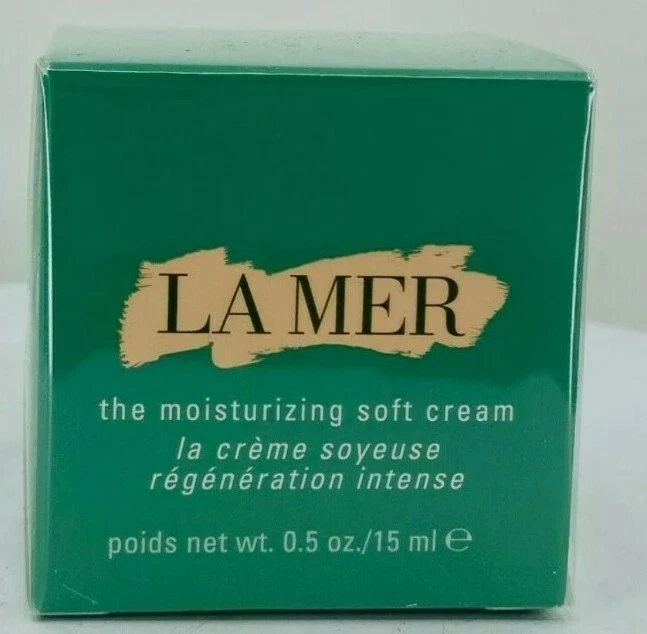 LA MER
the moisturizing soft cream
la crème soyeuse
régénération intense
poids net wt. 0.5 oz./15 ml ℮